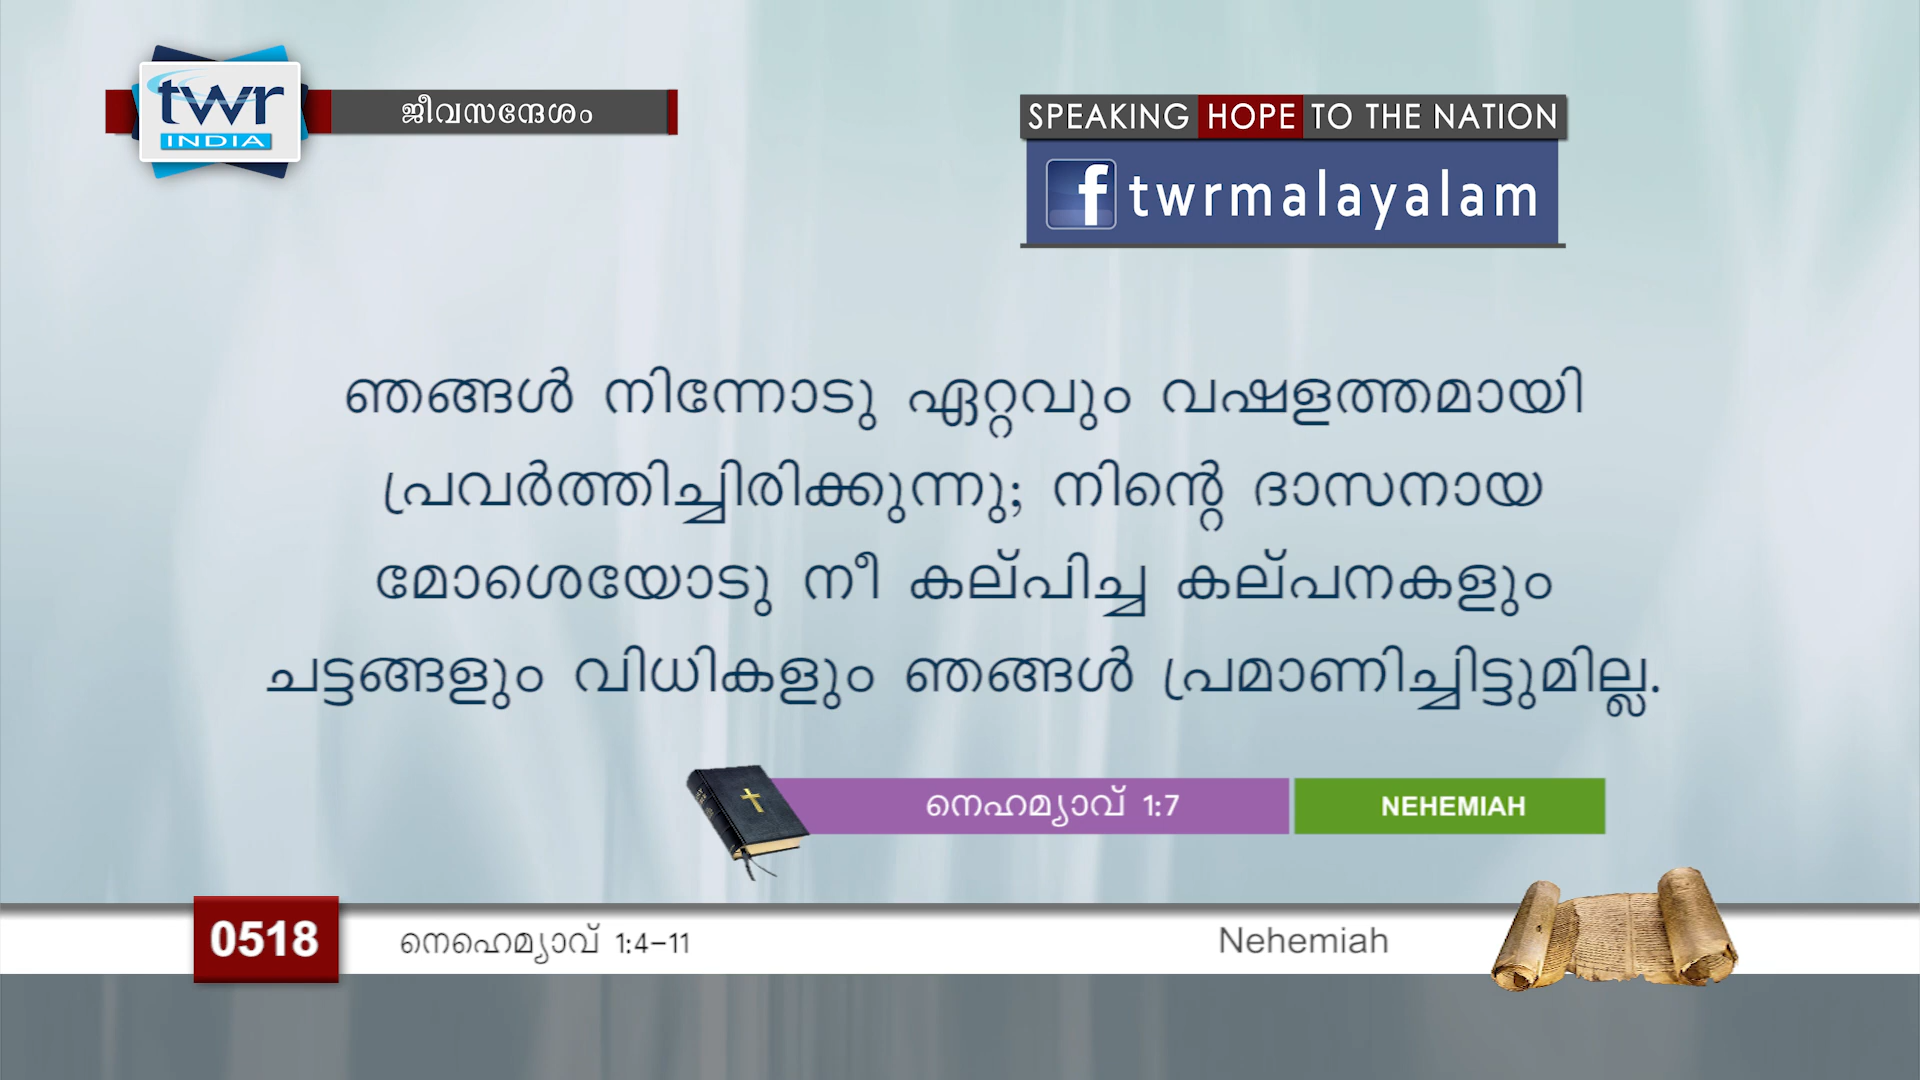 twr
INDIA
ജീവസന്ദേശം
SPEAKING HOPE TO THE NATION
f twrmalayalam
ഞങ്ങൾ നിന്നോടു ഏറ്റവും വഷളത്തമായി
പ്രവർത്തിച്ചിരിക്കുന്നു; നിന്റെ ദാസനായ
മോശെയോടു നീ കല്പിച്ച കല്പനകളും
ചട്ടങ്ങളും വിധികളും ഞങ്ങൾ പ്രമാണിച്ചിട്ടുമില്ല.
നെഹമ്യാവ് 1:7
NEHEMIAH
0518
നെഹെമ്യാവ് 1:4-11
Nehemiah